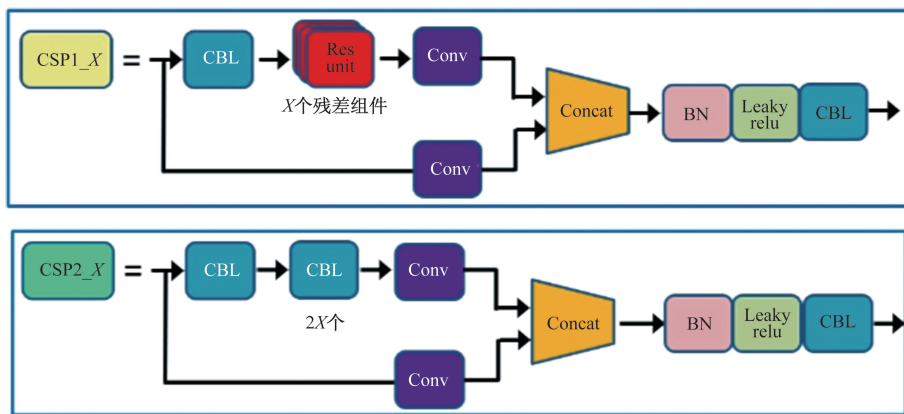 CSP1_X
=
CBL
Res
unit
X个残差组件
Conv
Conv
Concat
BN
Leaky
relu
CBL
CSP2_X
=
CBL
CBL
2X个
Conv
Conv
Concat
BN
Leaky
relu
CBL